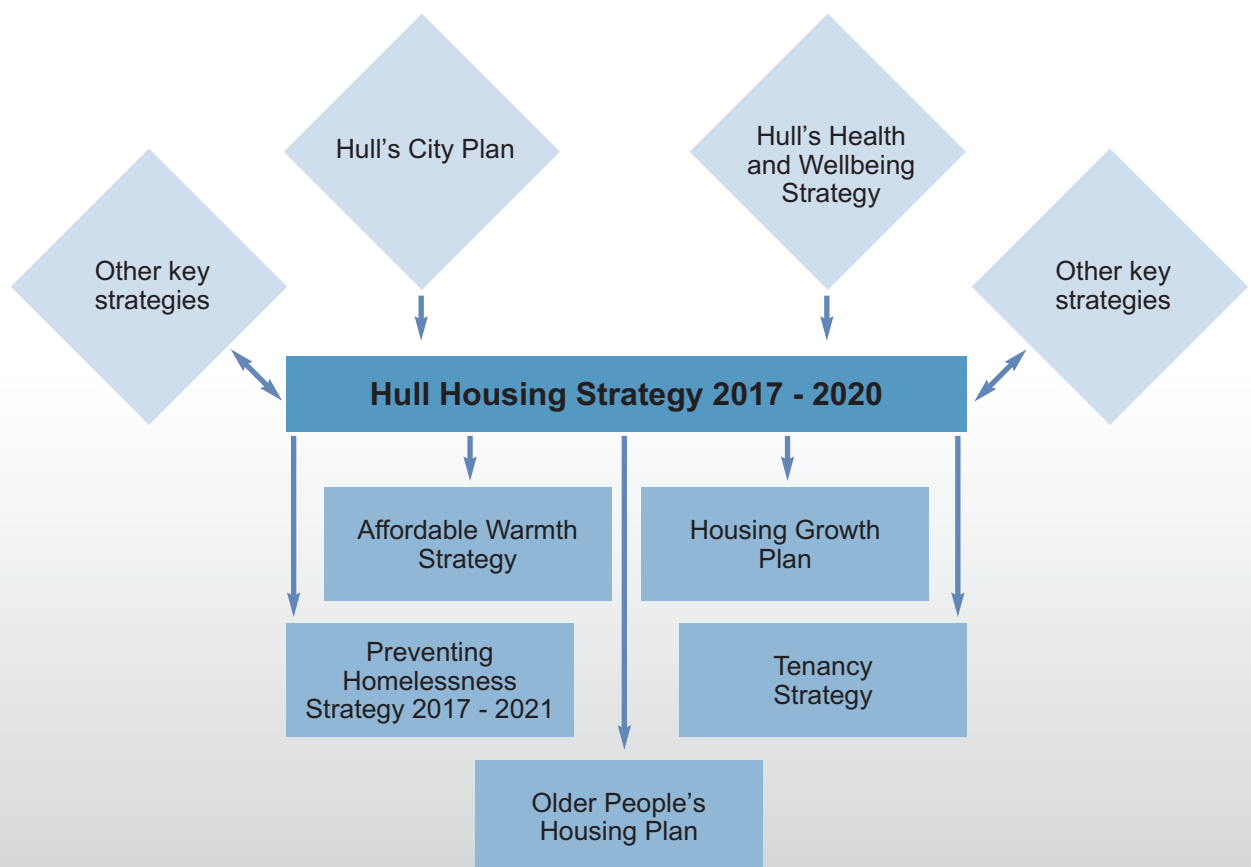 Hull’s City Plan
Hull’s Health
and Wellbeing
Strategy
Other key
strategies
Other key
strategies
Hull Housing Strategy 2017 - 2020
Affordable Warmth
Strategy
Housing Growth
Plan
Preventing
Homelessness
Strategy 2017 - 2021
Tenancy
Strategy
Older People’s
Housing Plan